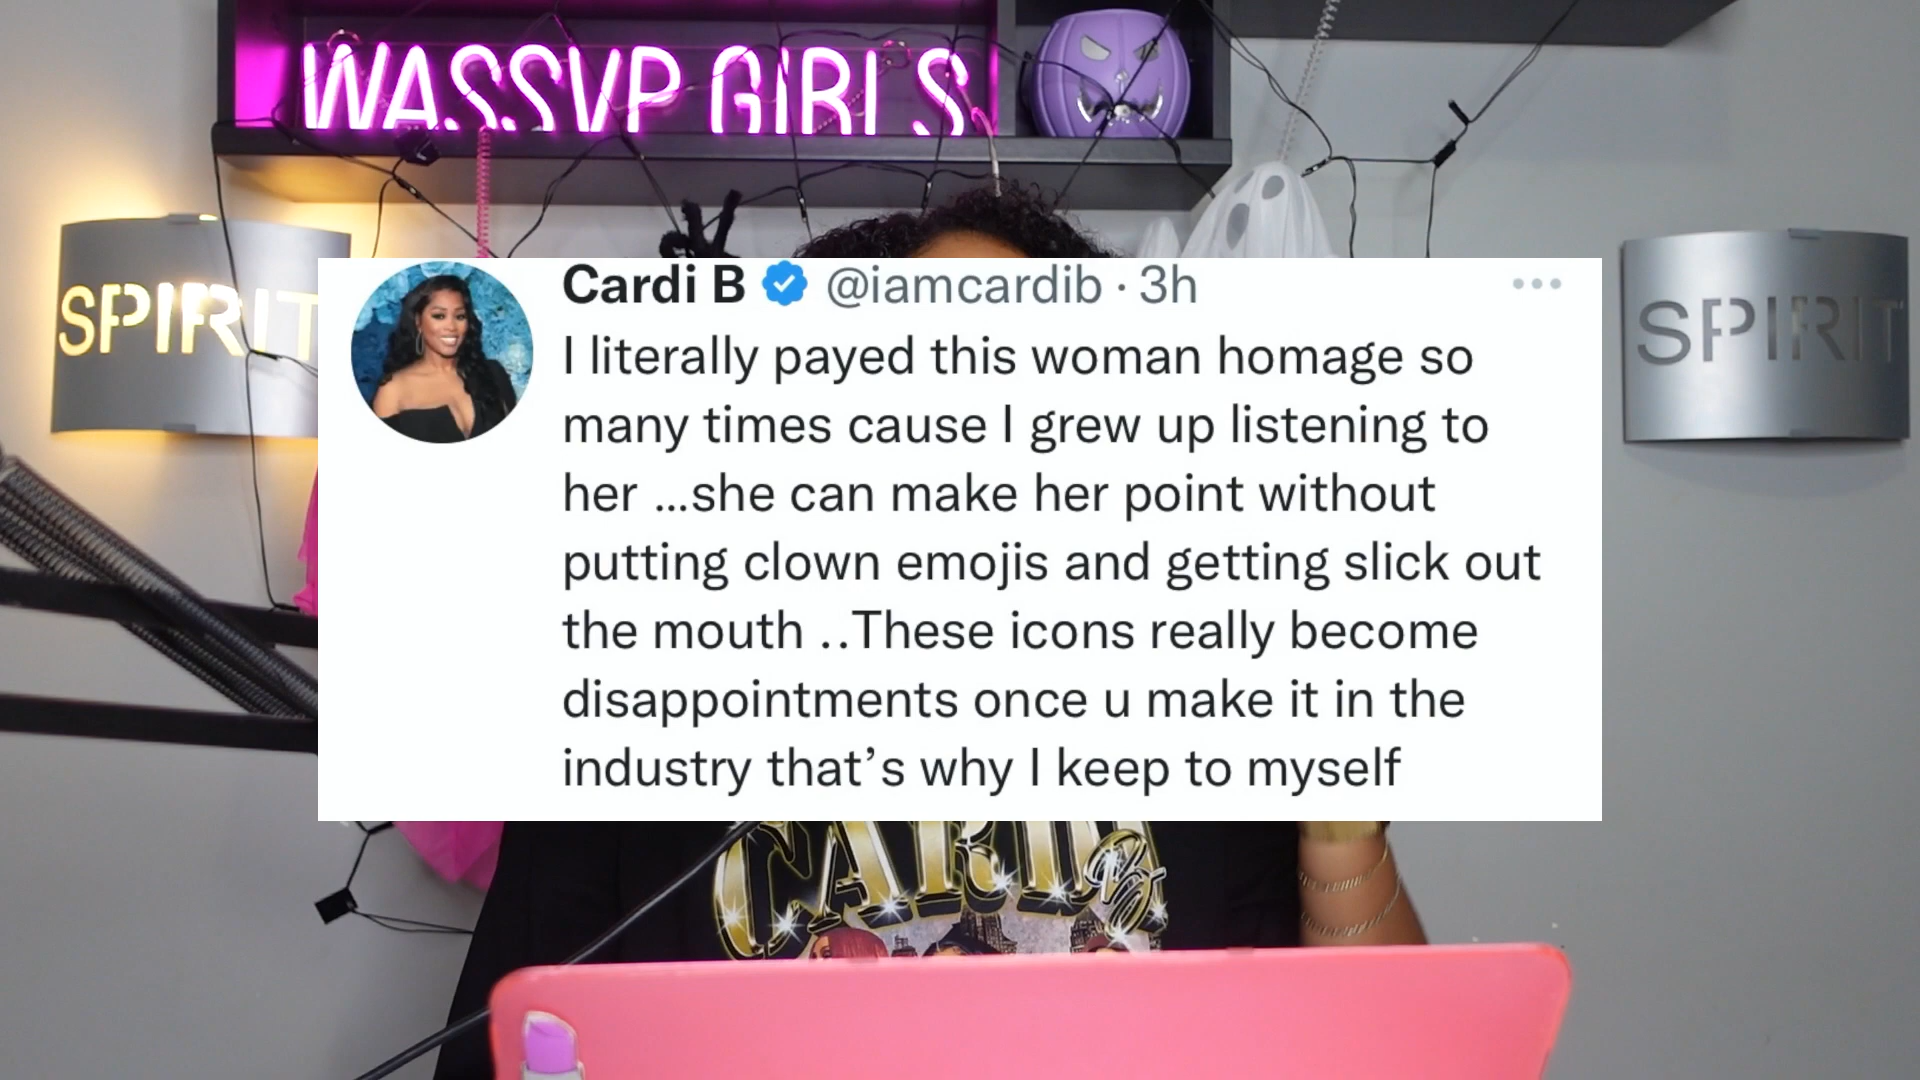 WASSVP GIRLS
SPIRIT
SPIRIT
Cardi B @iamcardib · 3h
I literally payed this woman homage so
many times cause I grew up listening to
her ...she can make her point without
putting clown emojis and getting slick out
the mouth ..These icons really become
disappointments once u make it in the
industry that’s why I keep to myself
CARDI B